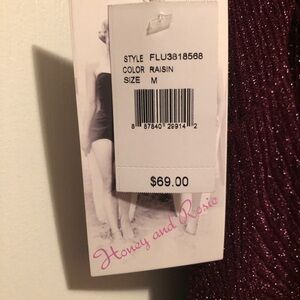 STYLE FLU3818568
COLOR RAISIN
SIZE M
8 87840 29914 2
$69.00
Honey and Rosie